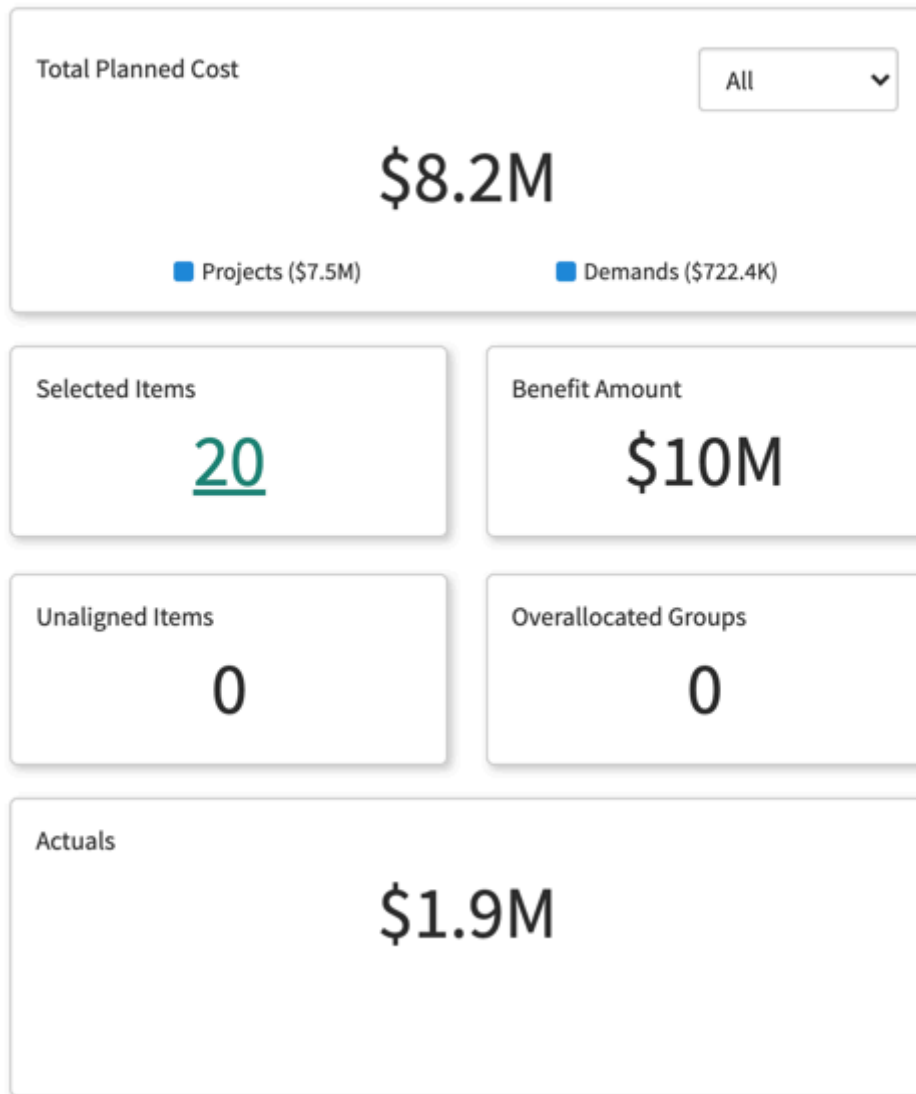 Total Planned Cost
All
$8.2M
Projects ($7.5M)
Demands ($722.4K)
Selected Items
20
Benefit Amount
$10M
Unaligned Items
0
Overallocated Groups
0
Actuals
$1.9M